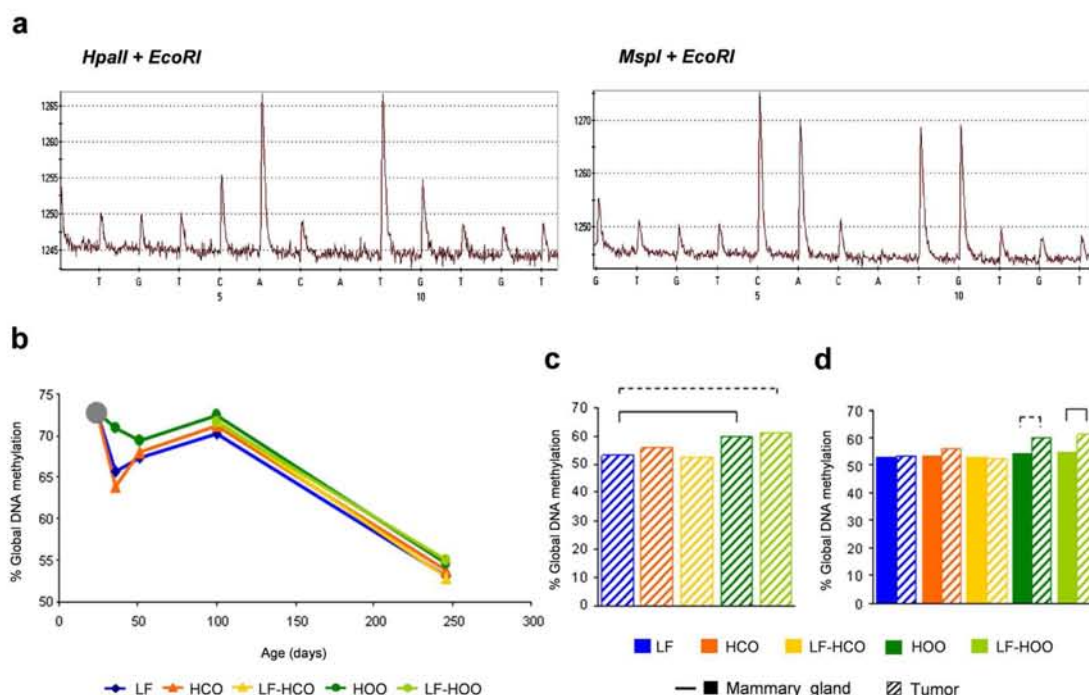 a
HpaII + EcoRI
MspI + EcoRI
1265
1260
1255
1250
1245
T G T C A C A T G T G T
5 10
1270
1260
1250
G T G T C A C A T G T G T
5 10
b
% Global DNA methylation
75
70
65
60
55
50
0 50 100 150 200 250 300
Age (days)
LF HCO LF-HCO HOO LF-HOO
c
% Global DNA methylation
70
60
50
40
30
20
10
0
d
% Global DNA methylation
70
60
50
40
30
20
10
0
LF HCO LF-HCO HOO LF-HOO
Mammary gland Tumor